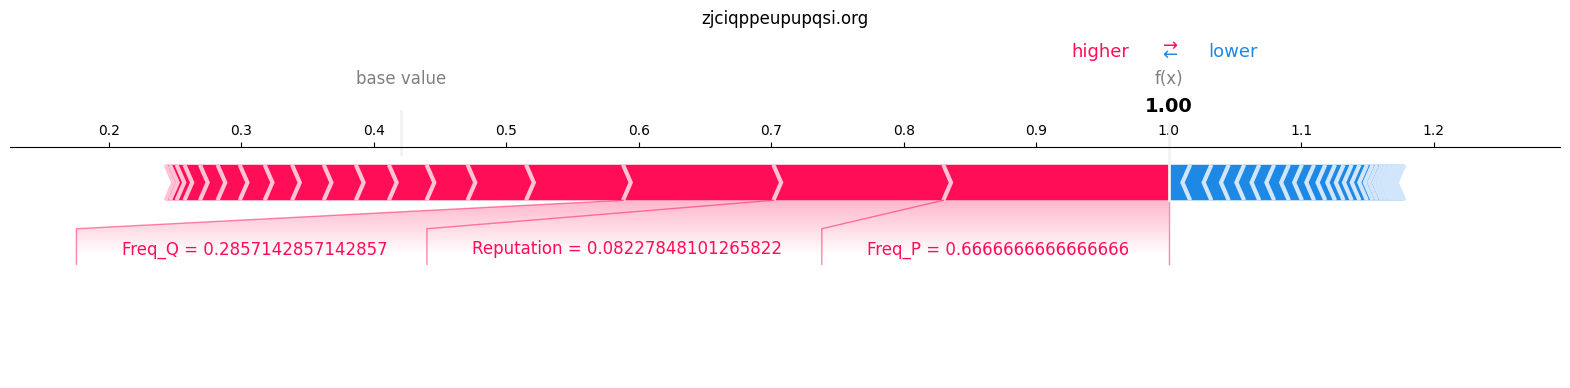 zjciqppeupupqsi.org
higher ⇄ lower
base value f(x)
1.00
0.2 0.3 0.4 0.5 0.6 0.7 0.8 0.9 1.0 1.1 1.2
Freq_Q = 0.2857142857142857 Reputation = 0.08227848101265822 Freq_P = 0.6666666666666666